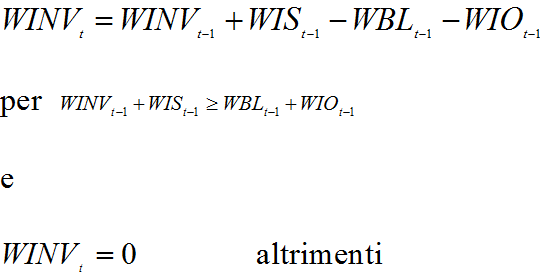 WINV_t = WINV_{t-1} + WIS_{t-1} − WBL_{t-1} − WIO_{t-1}
per WINV_{t-1} + WIS_{t-1} ≥ WBL_{t-1} + WIO_{t-1}
e
WINV_t = 0 altrimenti